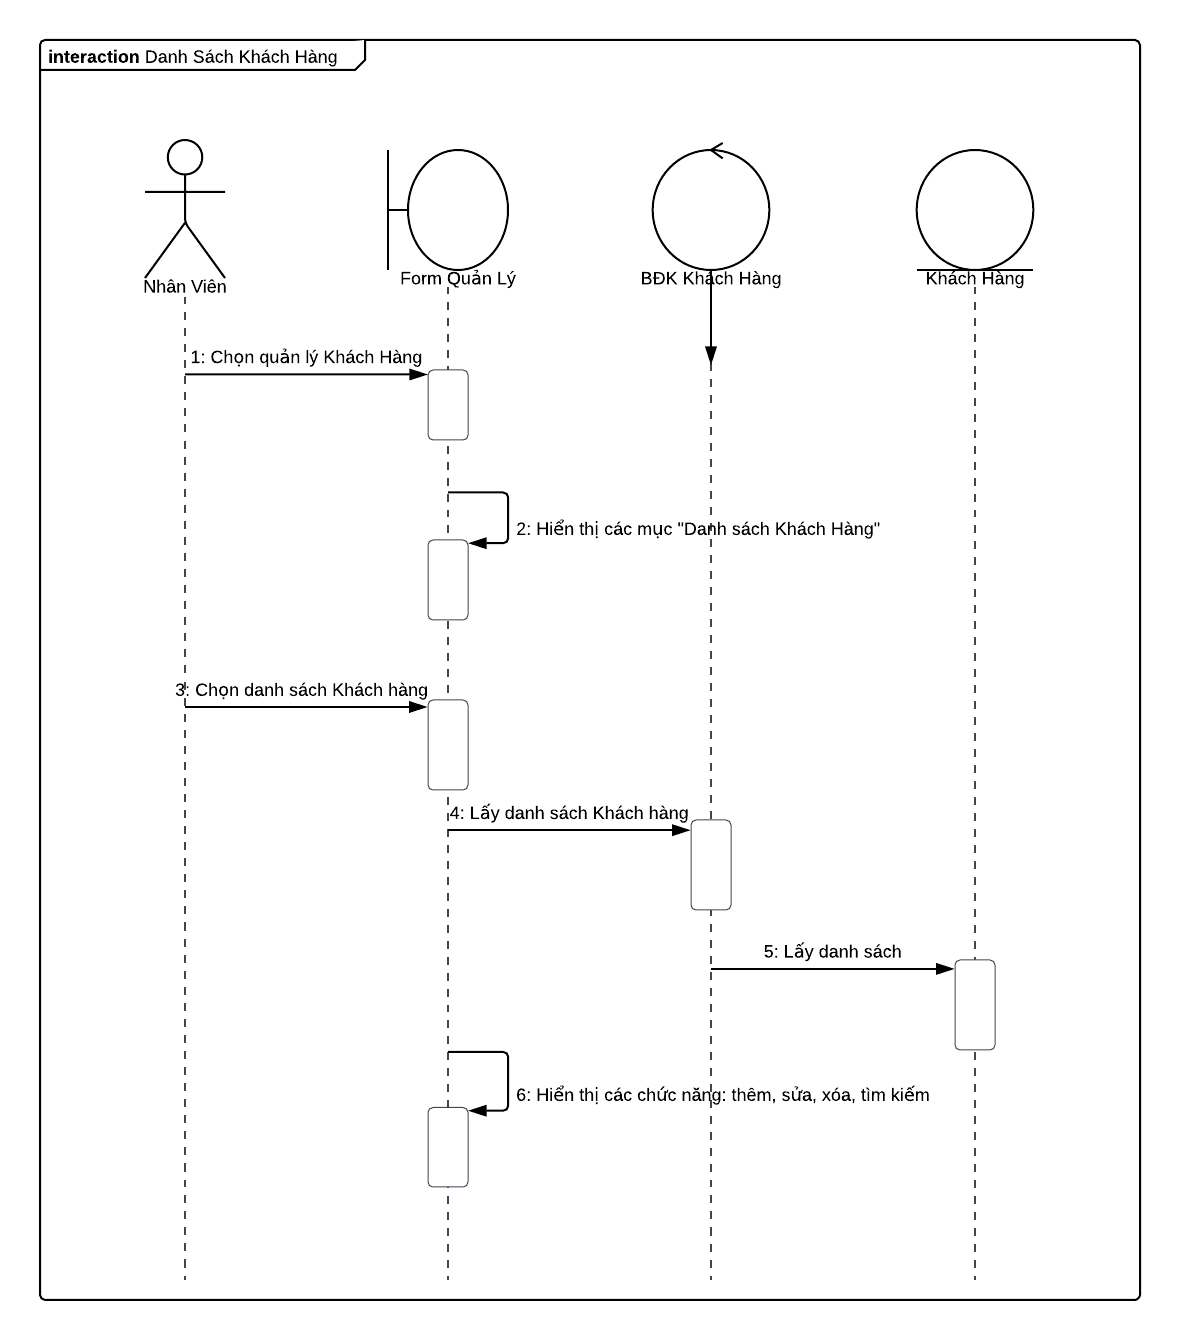 interaction Danh Sách Khách Hàng
Nhân Viên
Form Quản Lý
BĐK Khách Hàng
Khách Hàng
1: Chọn quản lý Khách Hàng
2: Hiển thị các mục "Danh sách Khách Hàng"
3: Chọn danh sách Khách hàng
4: Lấy danh sách Khách hàng
5: Lấy danh sách
6: Hiển thị các chức năng: thêm, sửa, xóa, tìm kiếm